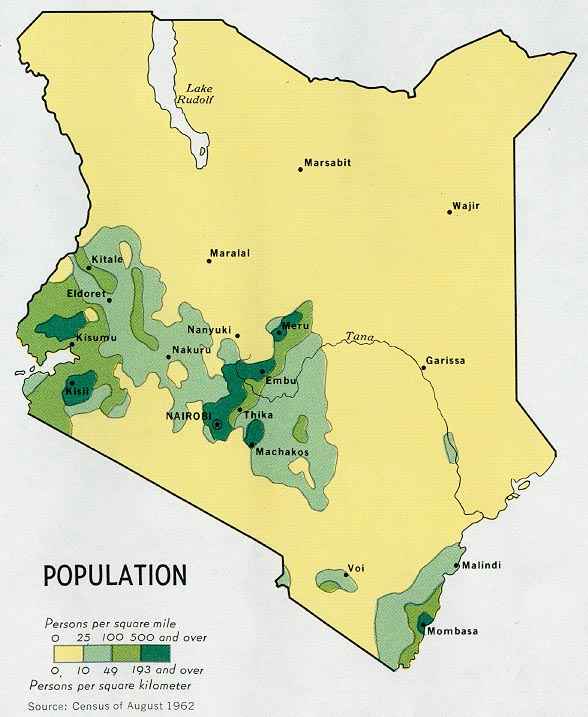 Lake
Rudolf
Marsabit
Wajir
Maralal
Kitale
Eldoret
Nanyuki
Meru
Tana
Kisumu
Nakuru
Garissa
Embu
Kisii
NAIROBI
Thika
Machakos
Voi
Malindi
Mombasa
POPULATION
Persons per square mile
0 25 100 500 and over
0, 10 49 193 and over
Persons per square kilometer
Source: Census of August 1962